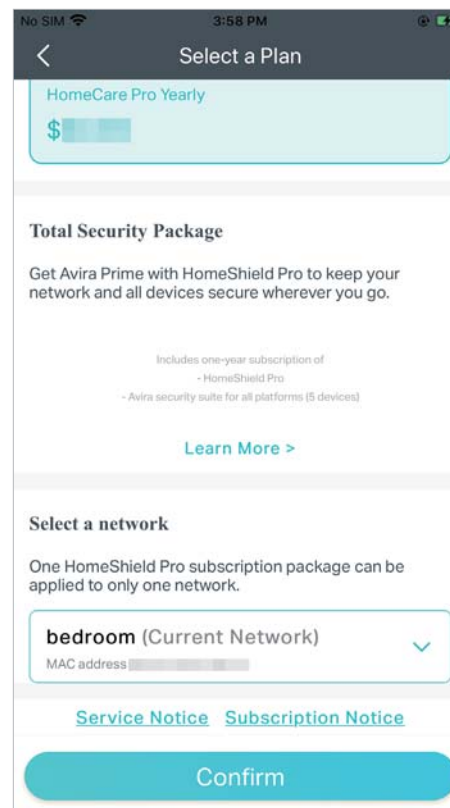 No SIM 3:58 PM
Select a Plan
HomeCare Pro Yearly
$
Total Security Package
Get Avira Prime with HomeShield Pro to keep your
network and all devices secure wherever you go.
Includes one-year subscription of
- HomeShield Pro
- Avira security suite for all platforms (5 devices)
Learn More >
Select a network
One HomeShield Pro subscription package can be
applied to only one network.
bedroom (Current Network)
MAC address
Service Notice Subscription Notice
Confirm